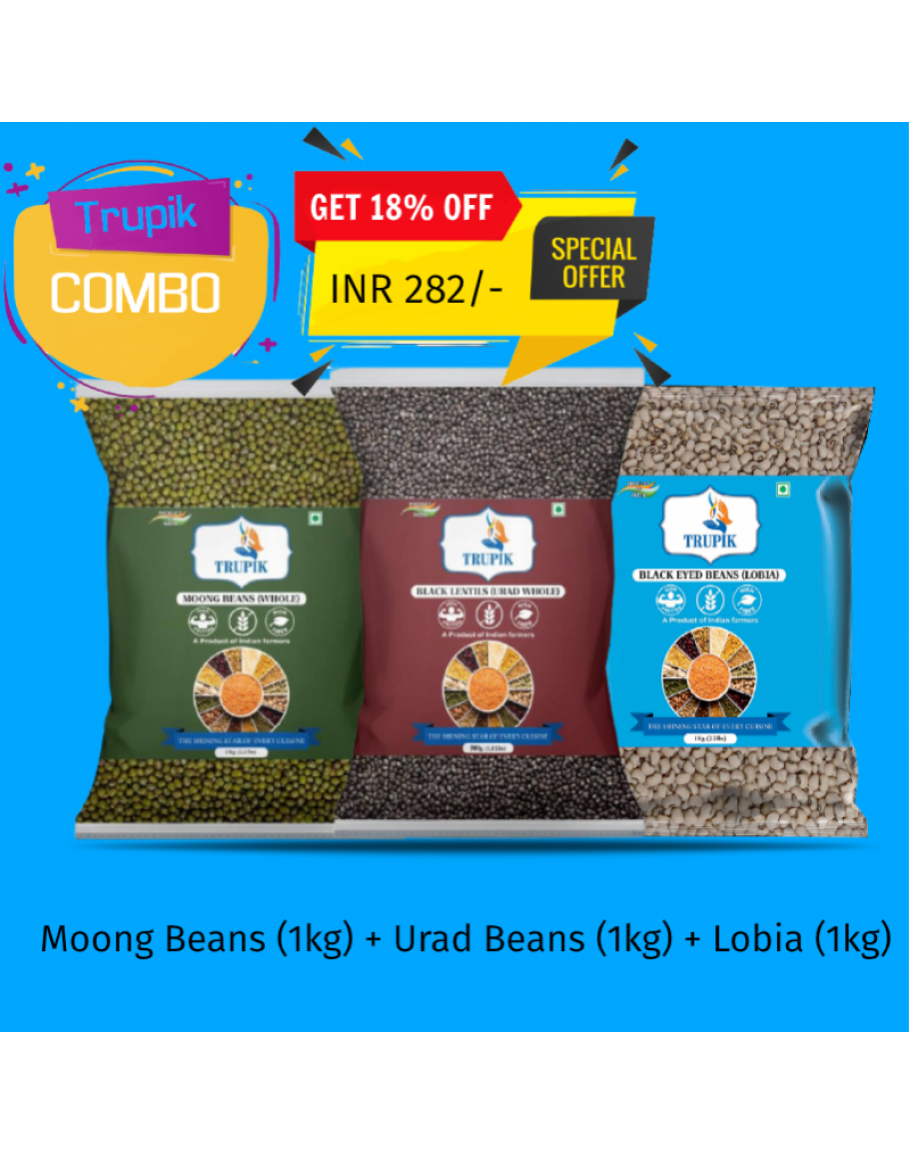 Trupik
COMBO
GET 18% OFF
INR 282/-
SPECIAL
OFFER
TRUPIK
MOONG BEANS (WHOLE)
A Product of Indian farmers
THE SHINING STAR OF EVERY CUISINE
TRUPIK
BLACK LENTILS (URAD WHOLE)
A Product of Indian farmers
THE SHINING STAR OF EVERY CUISINE
TRUPIK
BLACK EYED BEANS (LOBIA)
A Product of Indian farmers
THE SHINING STAR OF EVERY CUISINE
Moong Beans (1kg) + Urad Beans (1kg) + Lobia (1kg)